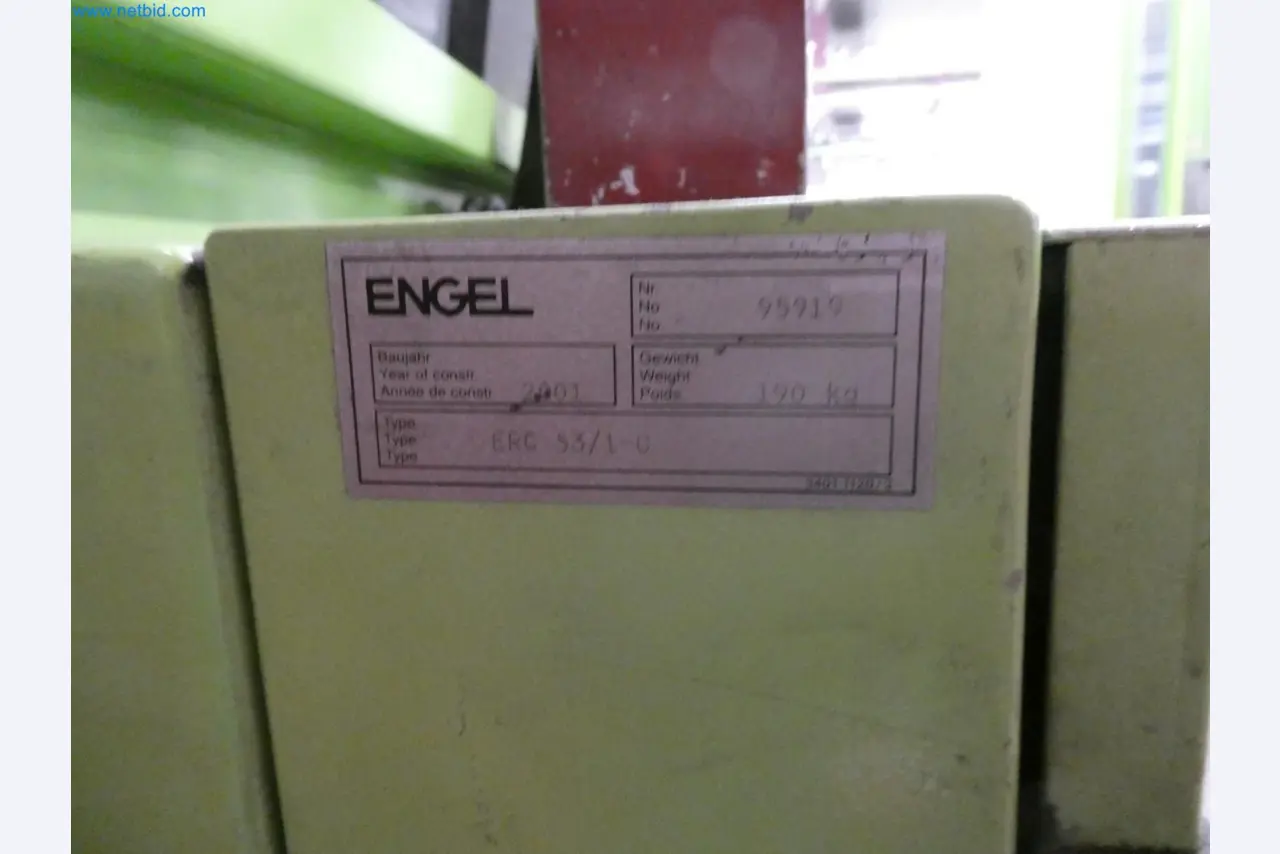 www.netbid.com
ENGEL
Nr.
No
No
95919
Baujahr
Year of constr.
Année de constr.
2001
Gewicht
Weight
Poids
190 kg
Type
Type
Type
ERC 53/1-C